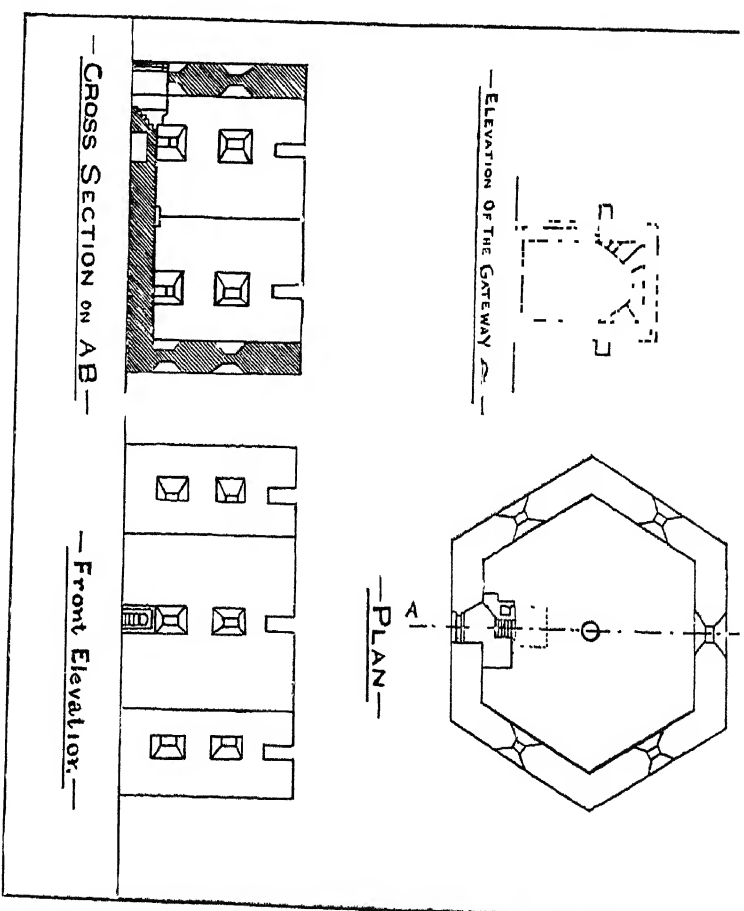 —CROSS SECTION ON AB—
—ELEVATION OF THE GATEWAY—
—Front Elevation.—
—PLAN—
A